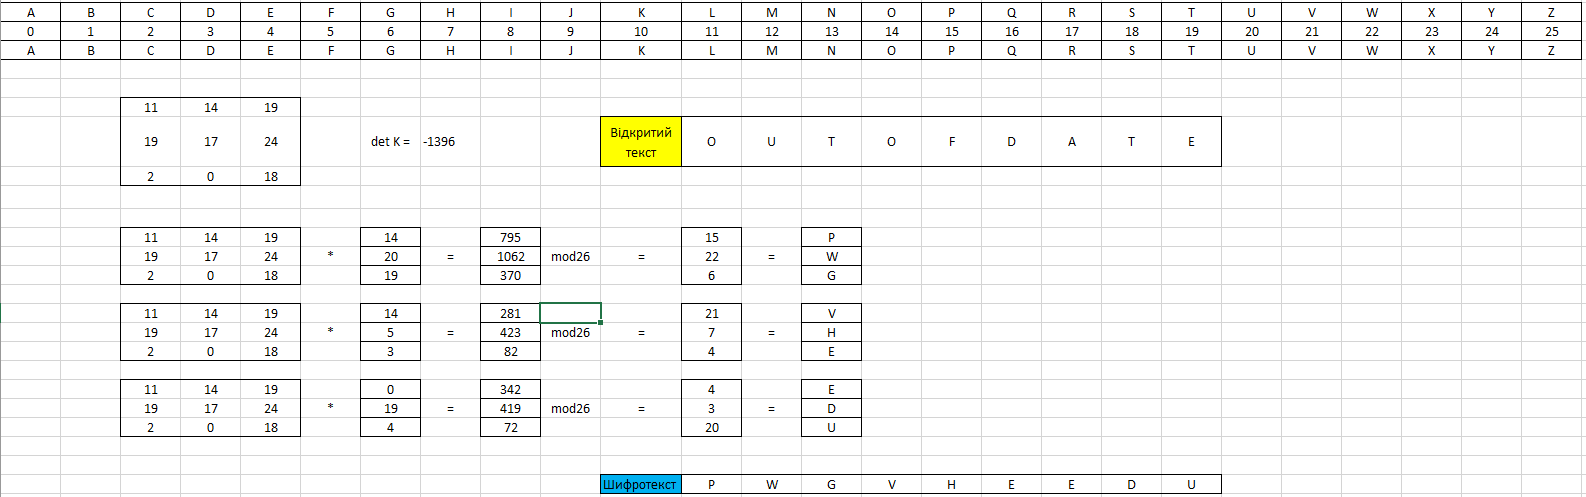 A B C D E F G H I J K L M N O P Q R S T U V W X Y Z
0 1 2 3 4 5 6 7 8 9 10 11 12 13 14 15 16 17 18 19 20 21 22 23 24 25
A B C D E F G H I J K L M N O P Q R S T U V W X Y Z
11 14 19
19 17 24 det K = -1396 Відкритий текст O U T O F D A T E
2 0 18
11 14 19 14 795 15 P
19 17 24 * 20 = 1062 mod26 = 22 = W
2 0 18 19 370 6 G
11 14 19 14 281 21 V
19 17 24 * 5 = 423 mod26 = 7 = H
2 0 18 3 82 4 E
11 14 19 0 342 4 E
19 17 24 * 19 = 419 mod26 = 3 = D
2 0 18 4 72 20 U
Шифротекст P W G V H E E D U